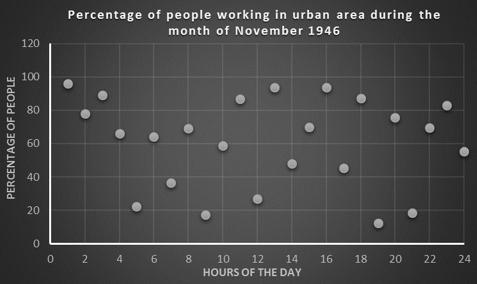 Percentage of people working in urban area during the
month of November 1946
120
100
80
60
40
20
0
PERCENTAGE OF PEOPLE
0 2 4 6 8 10 12 14 16 18 20 22 24
HOURS OF THE DAY